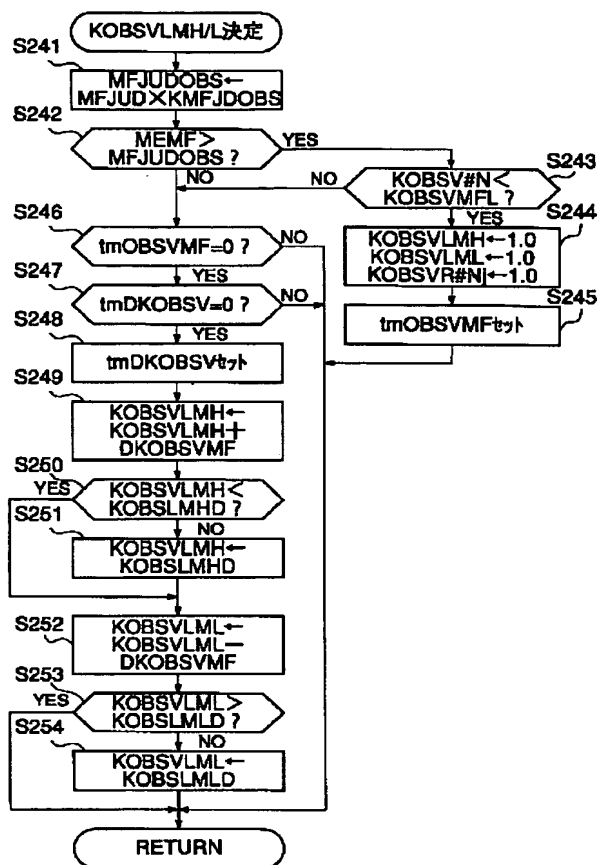 KOBSVLMH/L決定
S241
MFJUDOBS←
MFJUD×KMFJDOBS
S242
MEMF>
MFJUDOBS ?
YES
NO
S243
KOBSV#N<
KOBSVMFL ?
NO
YES
S244
KOBSVLMH←1.0
KOBSVLML←1.0
KOBSVR#N←1.0
S245
tmOBSVMFセット
S246
tmOBSVMF=0 ?
NO
YES
S247
tmDKOBSV=0 ?
NO
YES
S248
tmDKOBSVセット
S249
KOBSVLMH←
KOBSVLMH+
DKOBSVMF
S250
YES
KOBSVLMH<
KOBSLMHD ?
NO
S251
KOBSVLMH←
KOBSLMHD
S252
KOBSVLML←
KOBSVLML−
DKOBSVMF
S253
YES
KOBSVLML>
KOBSLMLD ?
NO
S254
KOBSVLML←
KOBSLMLD
RETURN